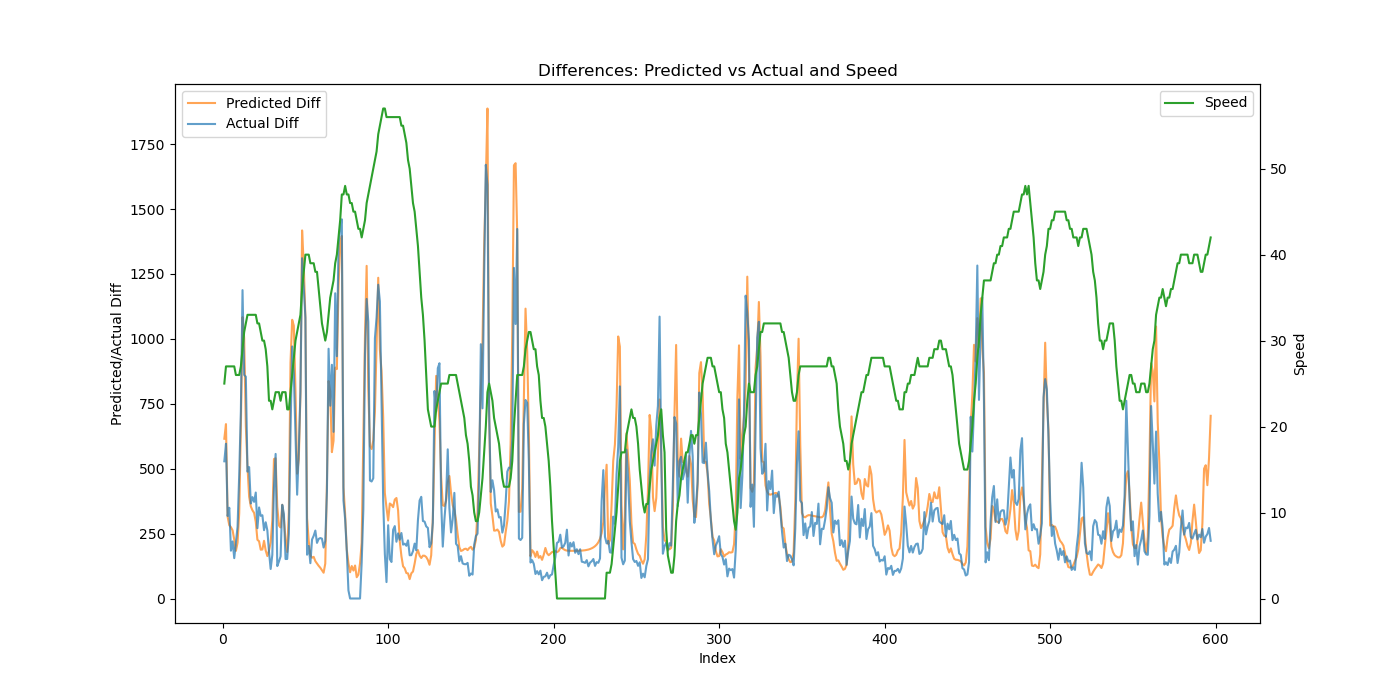 Differences: Predicted vs Actual and Speed
Predicted Diff
Actual Diff
Speed
1750
1500
1250
1000
750
500
250
0
Predicted/Actual Diff
50
40
30
20
10
0
Speed
0 100 200 300 400 500 600
Index